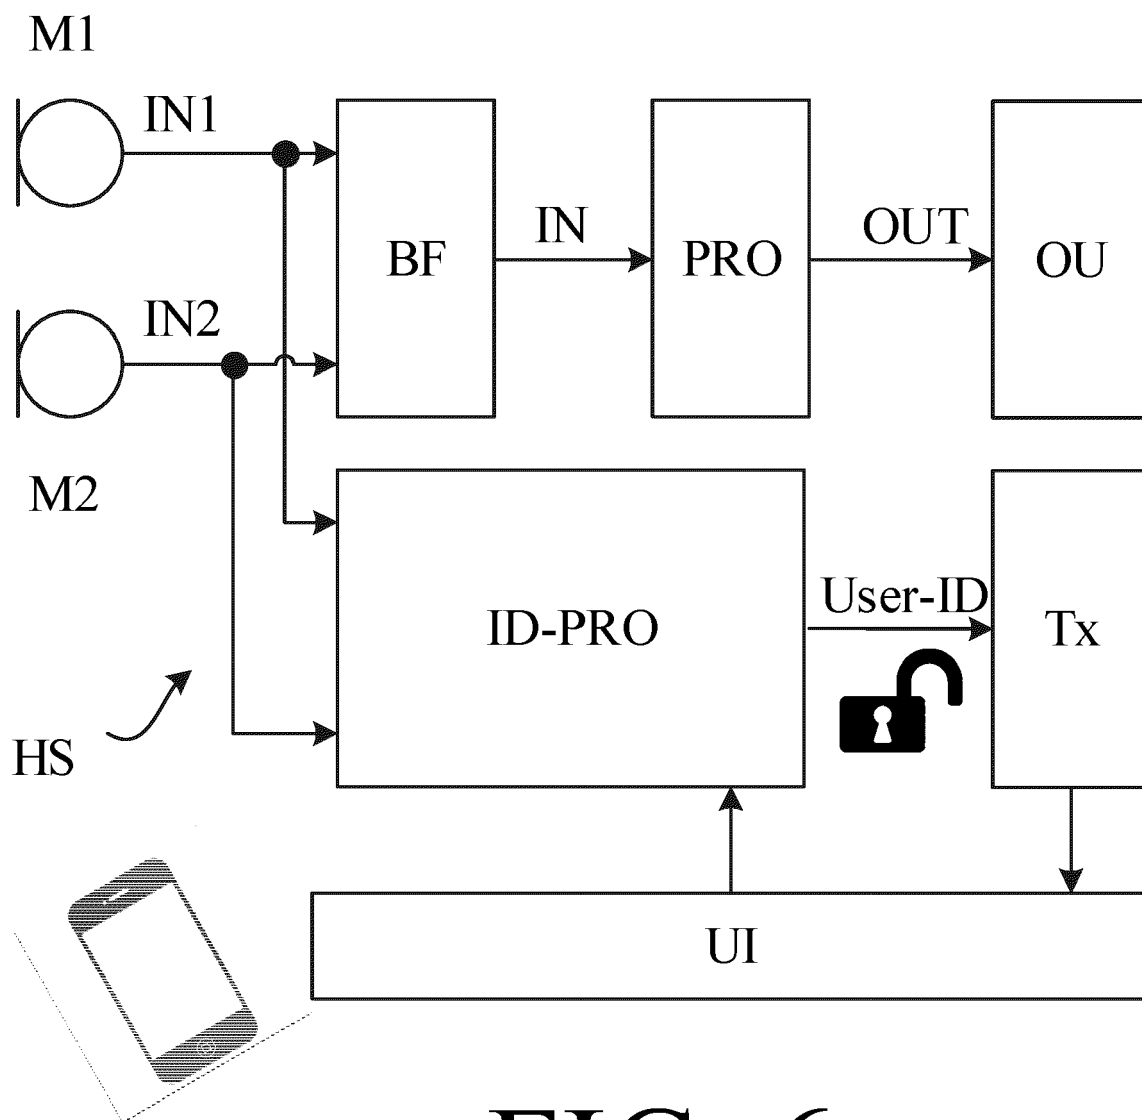 M1
IN1
IN2
M2
BF
IN
PRO
OUT
OU
ID-PRO
User-ID
Tx
HS
UI